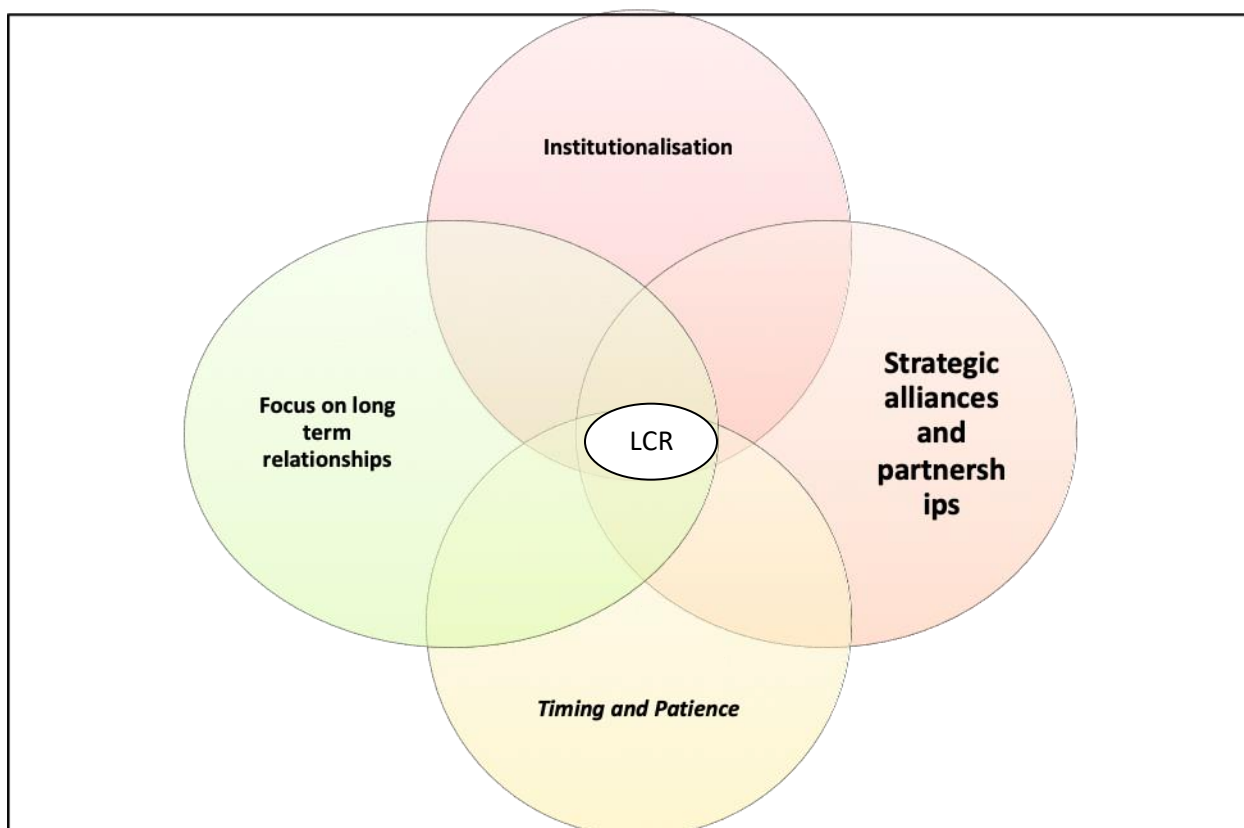 Institutionalisation
Focus on long
term
relationships
LCR
Strategic
alliances
and
partnersh
ips
Timing and Patience